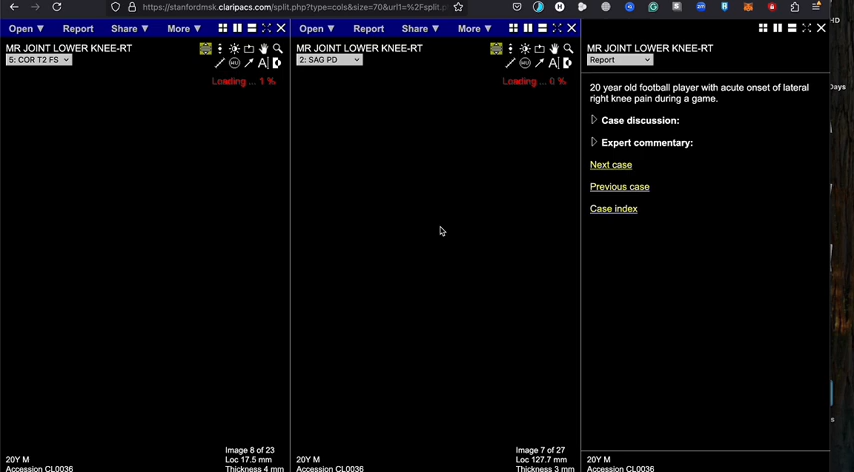 https://stanfordmsk.claripacs.com/split.php?type=cols&size=70&url1=%2Fsplit.p
HD
Open ▼ Report Share ▼ More ▼
Open ▼ Report Share ▼ More ▼
MR JOINT LOWER KNEE-RT
5: COR T2 FS
Loading ... 1 %
MR JOINT LOWER KNEE-RT
2: SAG PD
Loading ... 0 %
MR JOINT LOWER KNEE-RT
Report
20 year old football player with acute onset of lateral
right knee pain during a game.
Case discussion:
Expert commentary:
Next case
Previous case
Case index
Days
Image 8 of 23
20Y M Loc 17.5 mm
Accession CL0036 Thickness 4 mm
Image 7 of 27
20Y M Loc 127.7 mm
Accession CL0036 Thickness 3 mm
20Y M
Accession CL0036